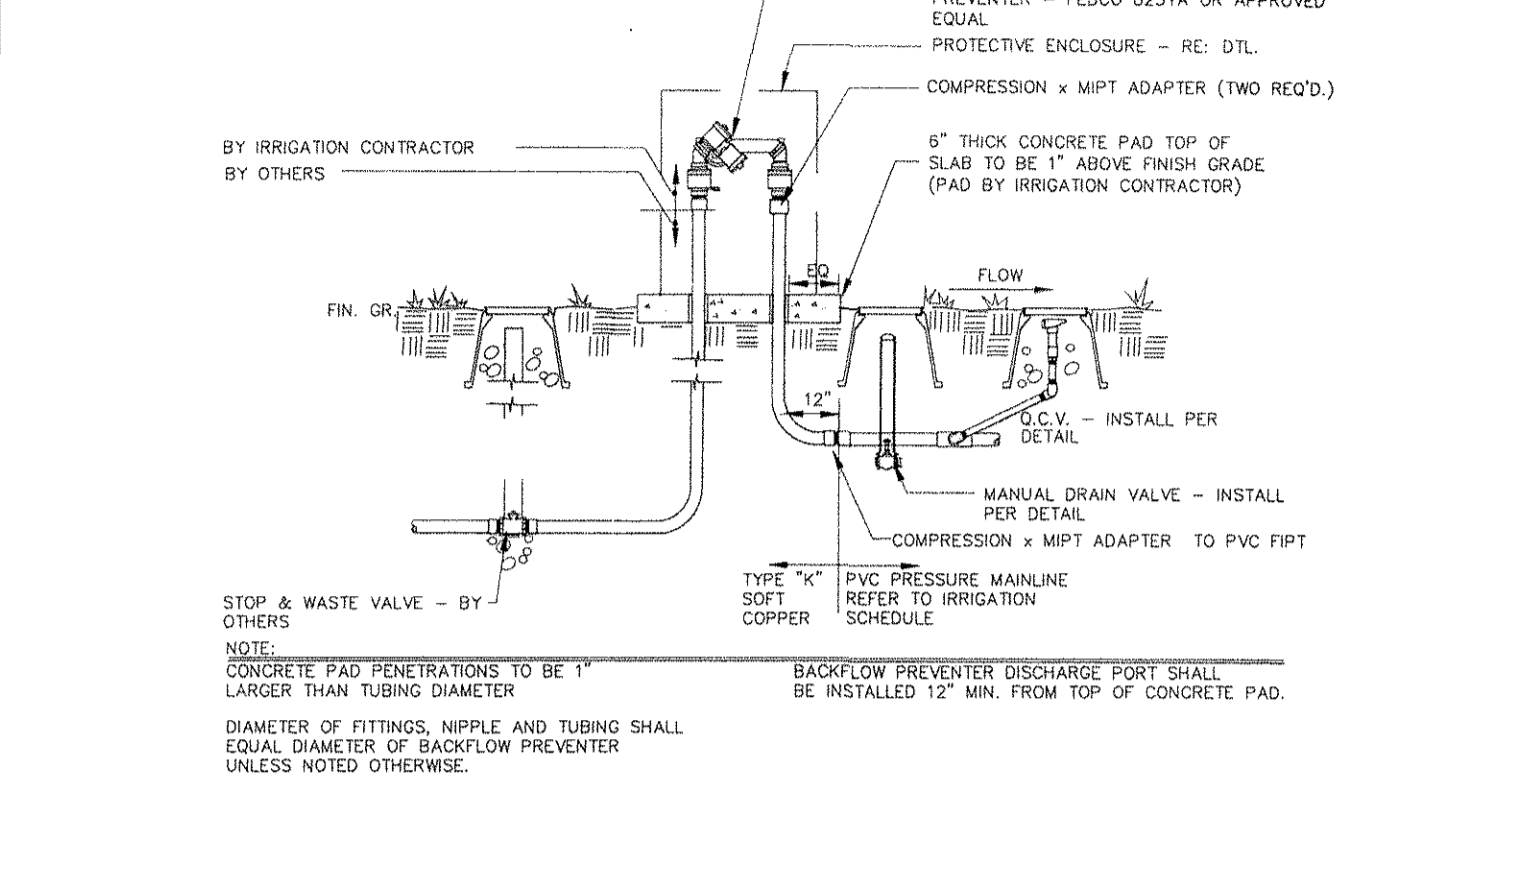 EQUAL
PROTECTIVE ENCLOSURE - RE: DTL.
COMPRESSION x MIPT ADAPTER (TWO REQ'D.)
BY IRRIGATION CONTRACTOR
BY OTHERS
6" THICK CONCRETE PAD TOP OF
SLAB TO BE 1" ABOVE FINISH GRADE
(PAD BY IRRIGATION CONTRACTOR)
EQ
FLOW
FIN. GR.
12"
Q.C.V. - INSTALL PER
DETAIL
MANUAL DRAIN VALVE - INSTALL
PER DETAIL
COMPRESSION x MIPT ADAPTER TO PVC FIPT
TYPE "K"
SOFT
COPPER
PVC PRESSURE MAINLINE
REFER TO IRRIGATION
SCHEDULE
STOP & WASTE VALVE - BY
OTHERS
NOTE:
CONCRETE PAD PENETRATIONS TO BE 1"
LARGER THAN TUBING DIAMETER
BACKFLOW PREVENTER DISCHARGE PORT SHALL
BE INSTALLED 12" MIN. FROM TOP OF CONCRETE PAD.
DIAMETER OF FITTINGS, NIPPLE AND TUBING SHALL
EQUAL DIAMETER OF BACKFLOW PREVENTER
UNLESS NOTED OTHERWISE.